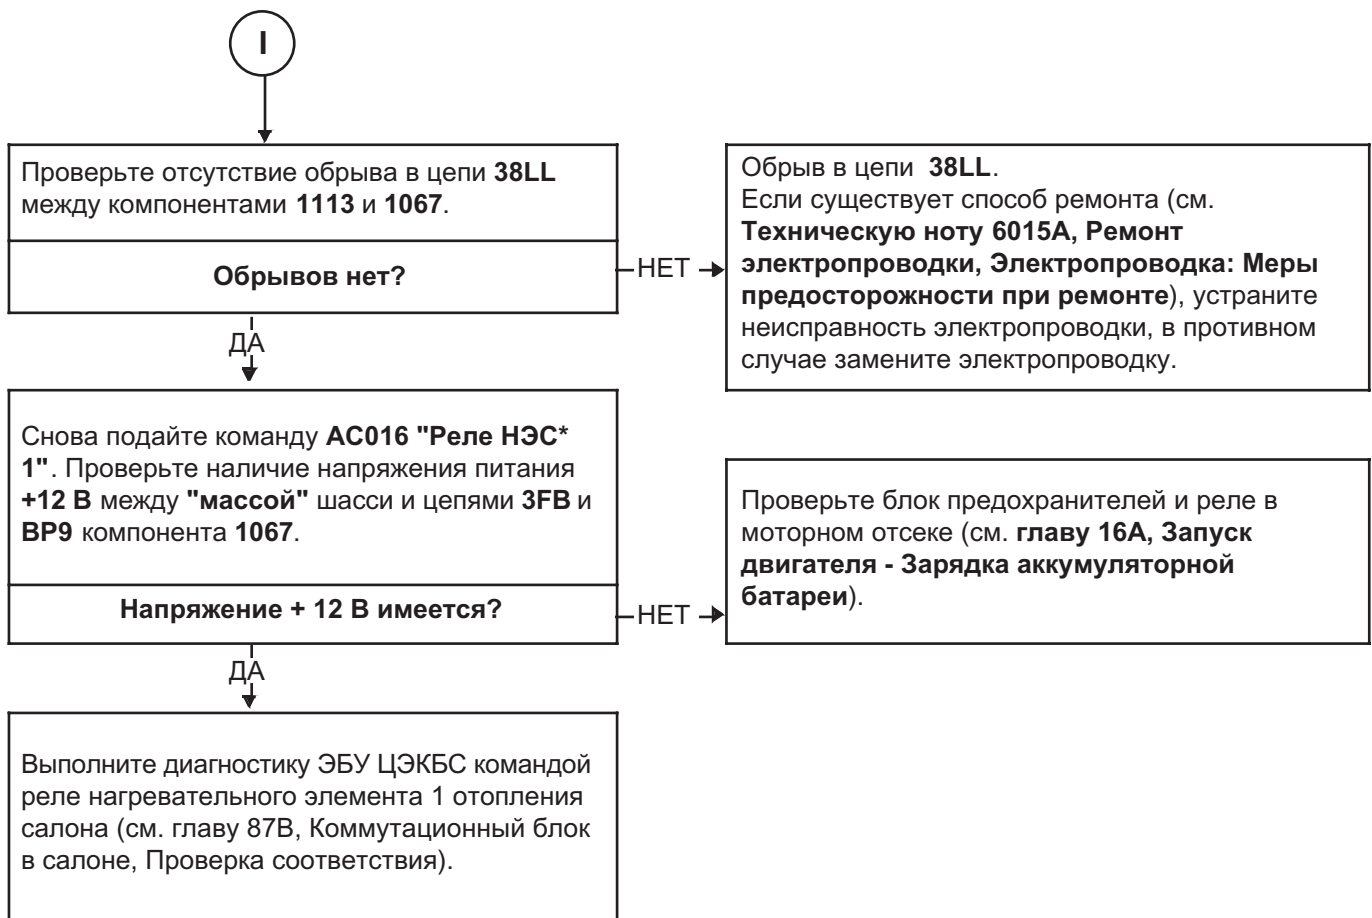 I
Проверьте отсутствие обрыва в цепи 38LL
между компонентами 1113 и 1067.
Обрывов нет?
НЕТ
Обрыв в цепи 38LL.
Если существует способ ремонта (см.
Техническую ноту 6015A, Ремонт
электропроводки, Электропроводка: Меры
предосторожности при ремонте), устраните
неисправность электропроводки, в противном
случае замените электропроводку.
ДА
Снова подайте команду AC016 "Реле НЭС*
1". Проверьте наличие напряжения питания
+12 В между "массой" шасси и цепями 3FB и
BP9 компонента 1067.
Напряжение + 12 В имеется?
НЕТ
Проверьте блок предохранителей и реле в
моторном отсеке (см. главу 16A, Запуск
двигателя - Зарядка аккумуляторной
батареи).
ДА
Выполните диагностику ЭБУ ЦЭКБС командой
реле нагревательного элемента 1 отопления
салона (см. главу 87B, Коммутационный блок
в салоне, Проверка соответствия).